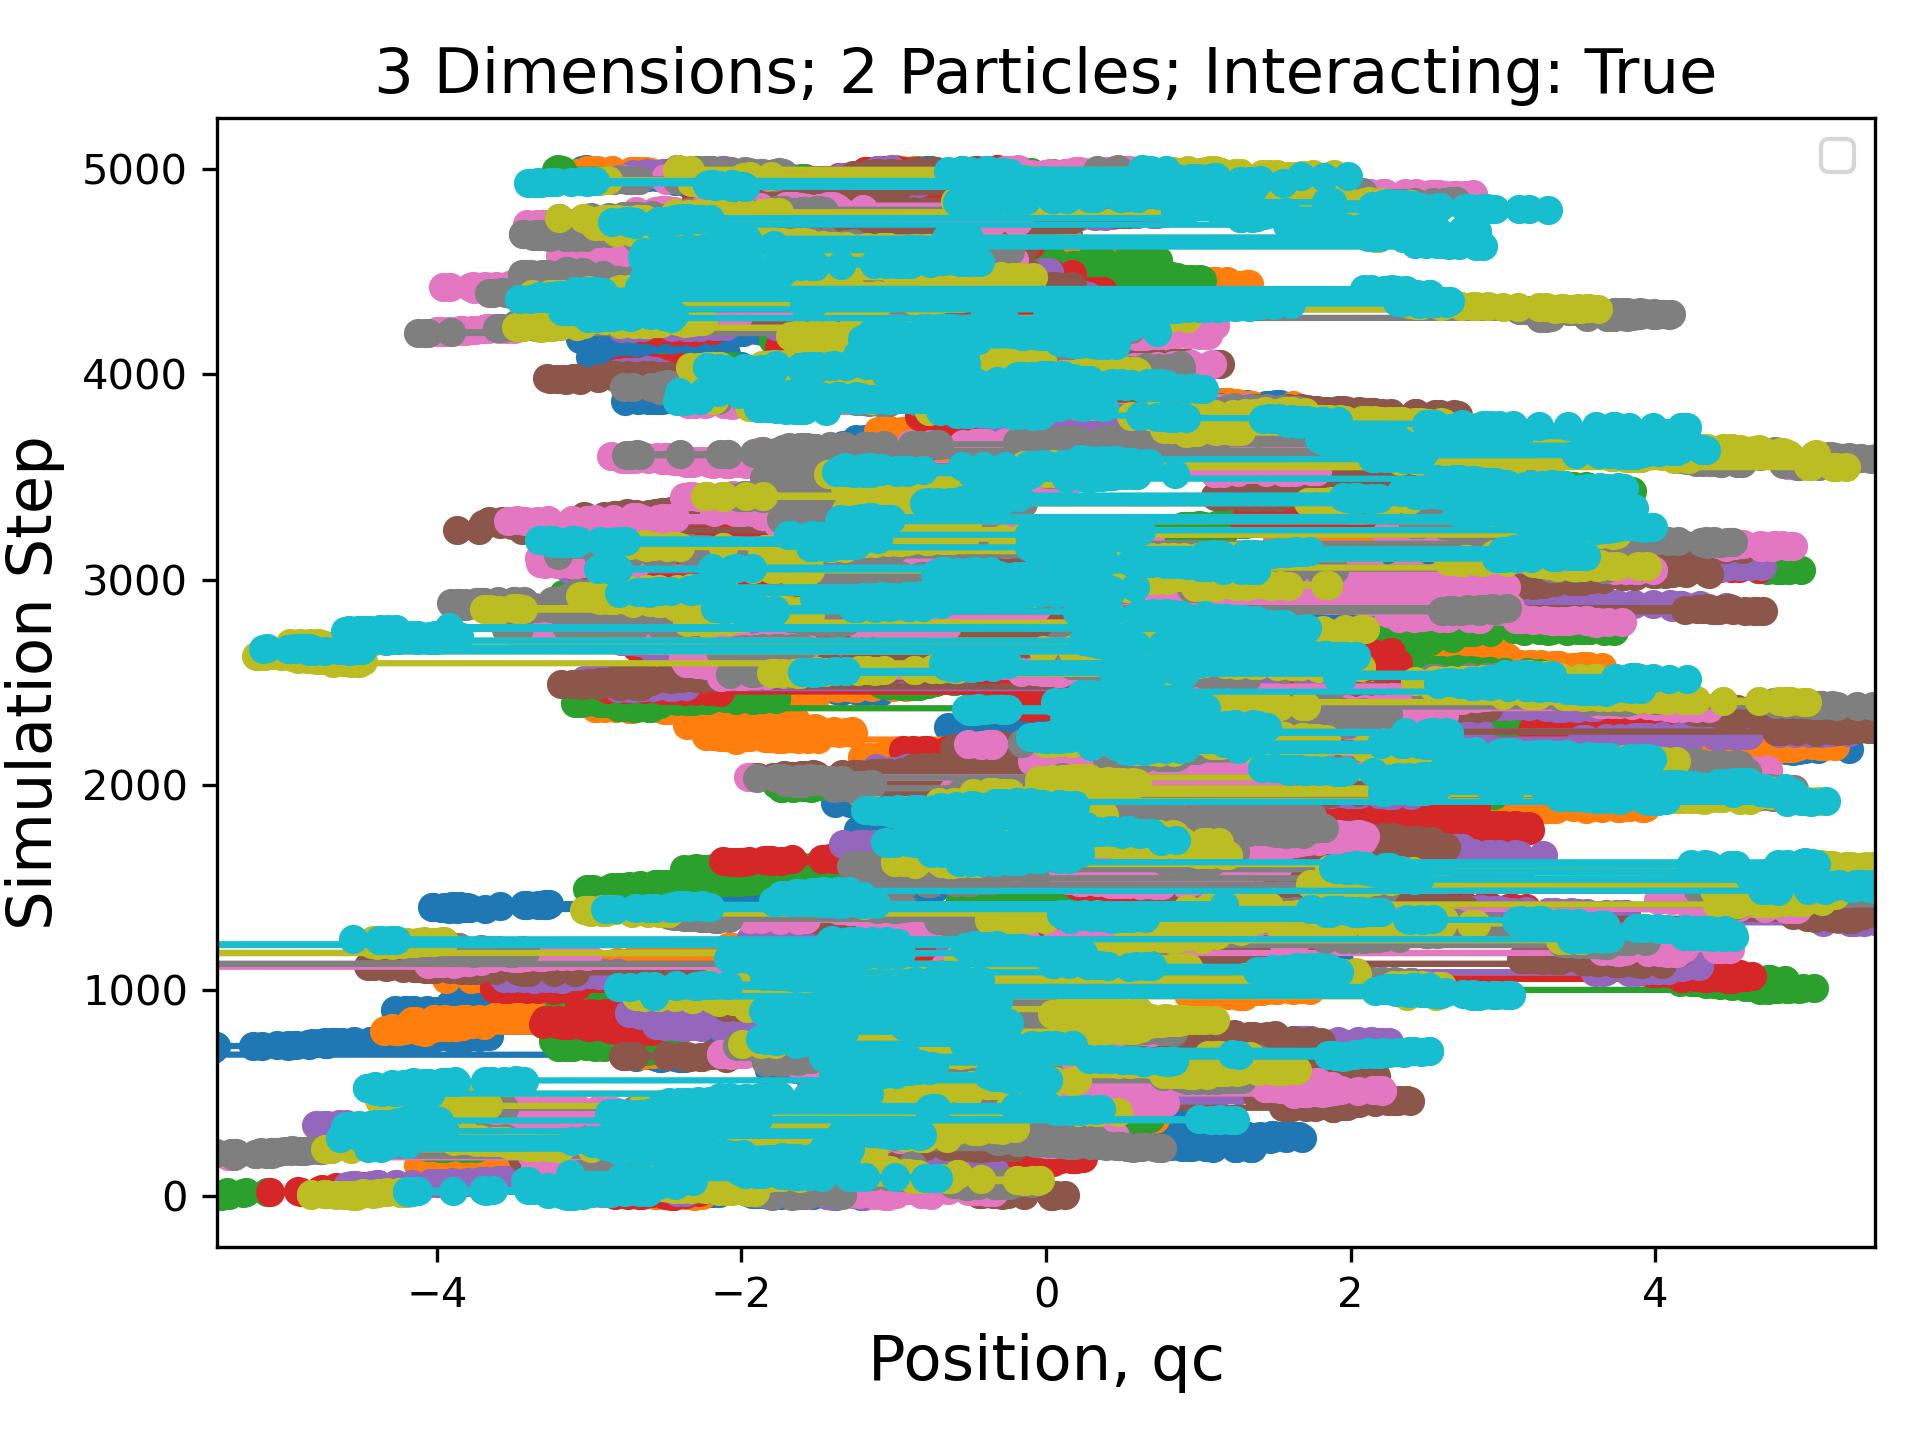 3 Dimensions; 2 Particles; Interacting: True
5000
4000
3000
2000
1000
0
Simulation Step
−4 −2 0 2 4
Position, qc